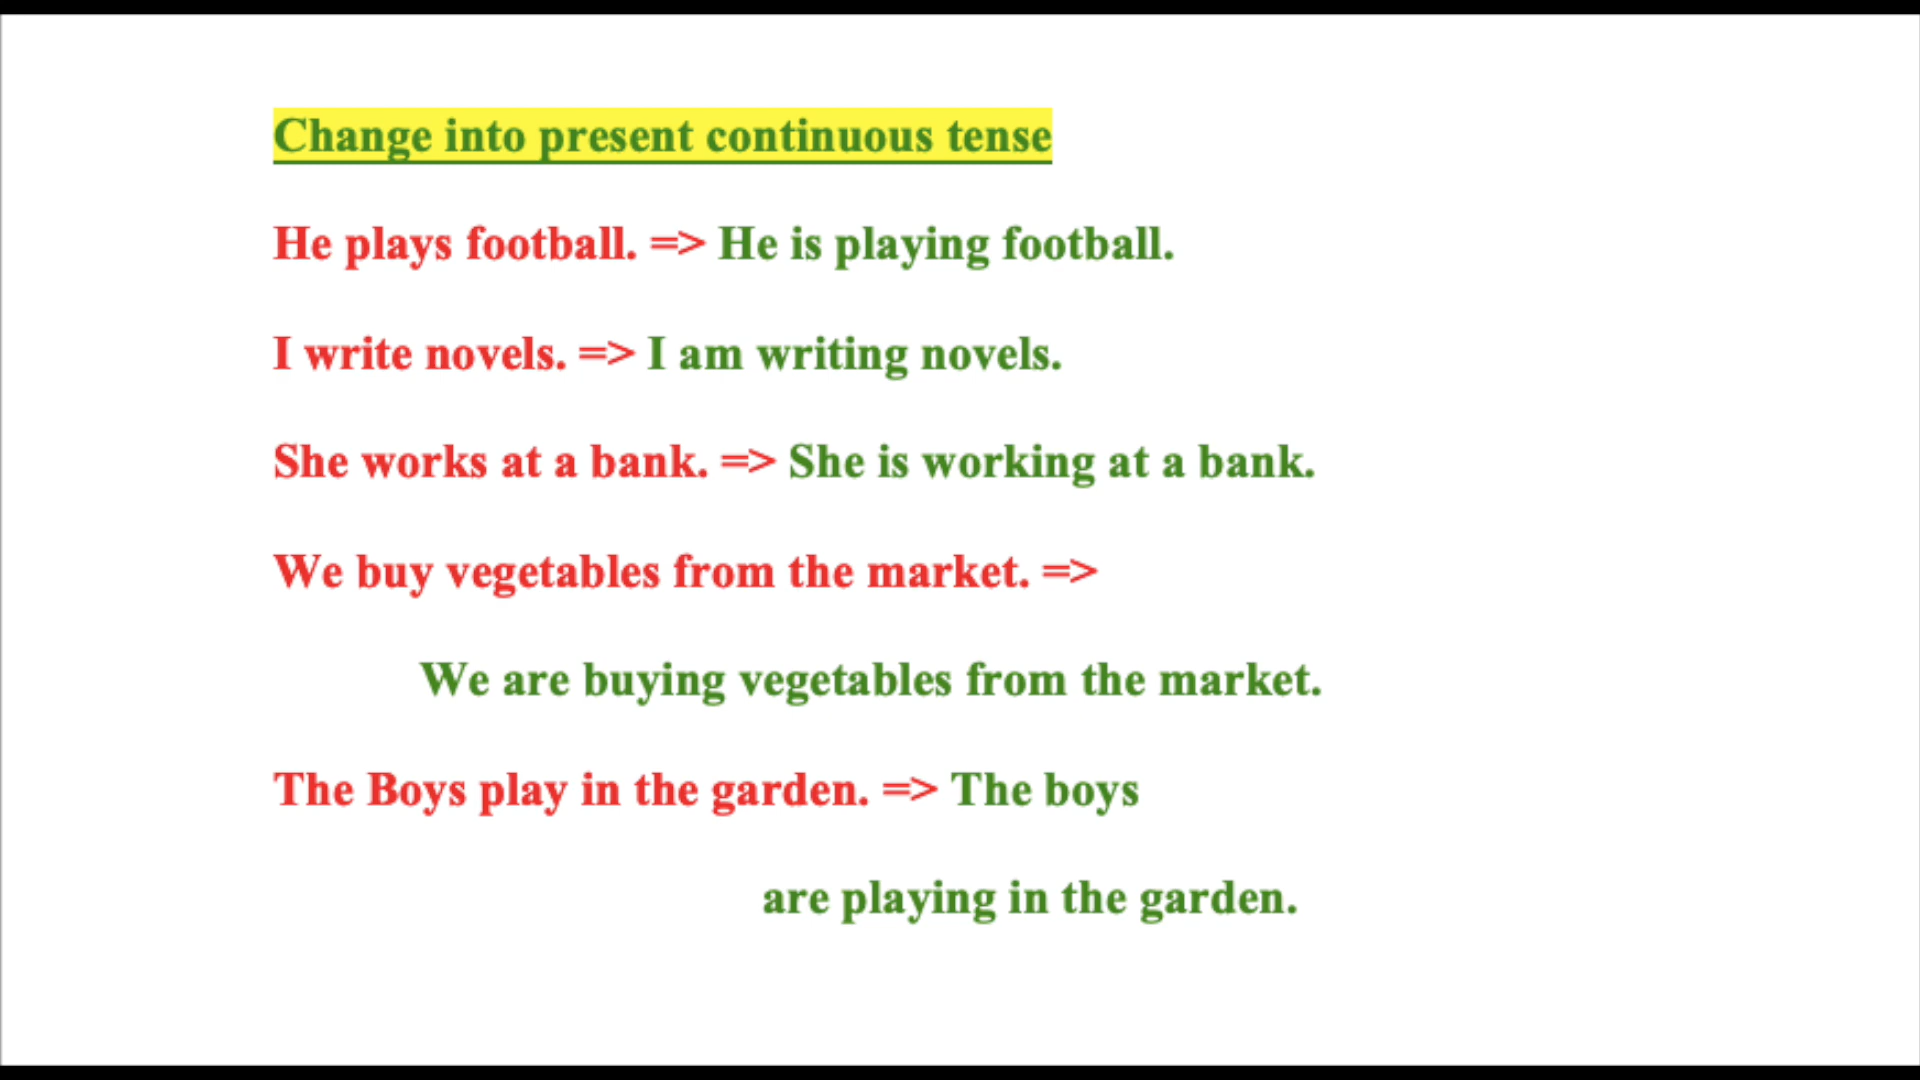 Change into present continuous tense
He plays football. => He is playing football.
I write novels. => I am writing novels.
She works at a bank. => She is working at a bank.
We buy vegetables from the market. =>
We are buying vegetables from the market.
The Boys play in the garden. => The boys
are playing in the garden.